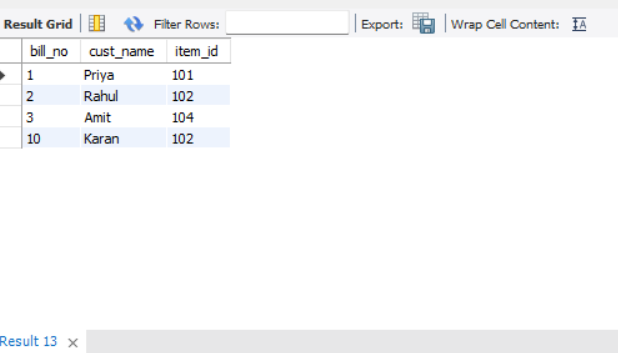 Result Grid Filter Rows: Export: Wrap Cell Content: IA
bill_no cust_name item_id
1 Priya 101
2 Rahul 102
3 Amit 104
10 Karan 102
Result 13 ×